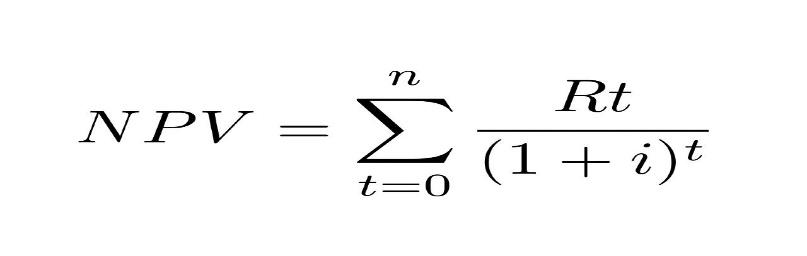 NPV = \sum_{t=0}^{n} \frac{Rt}{(1+i)^t}